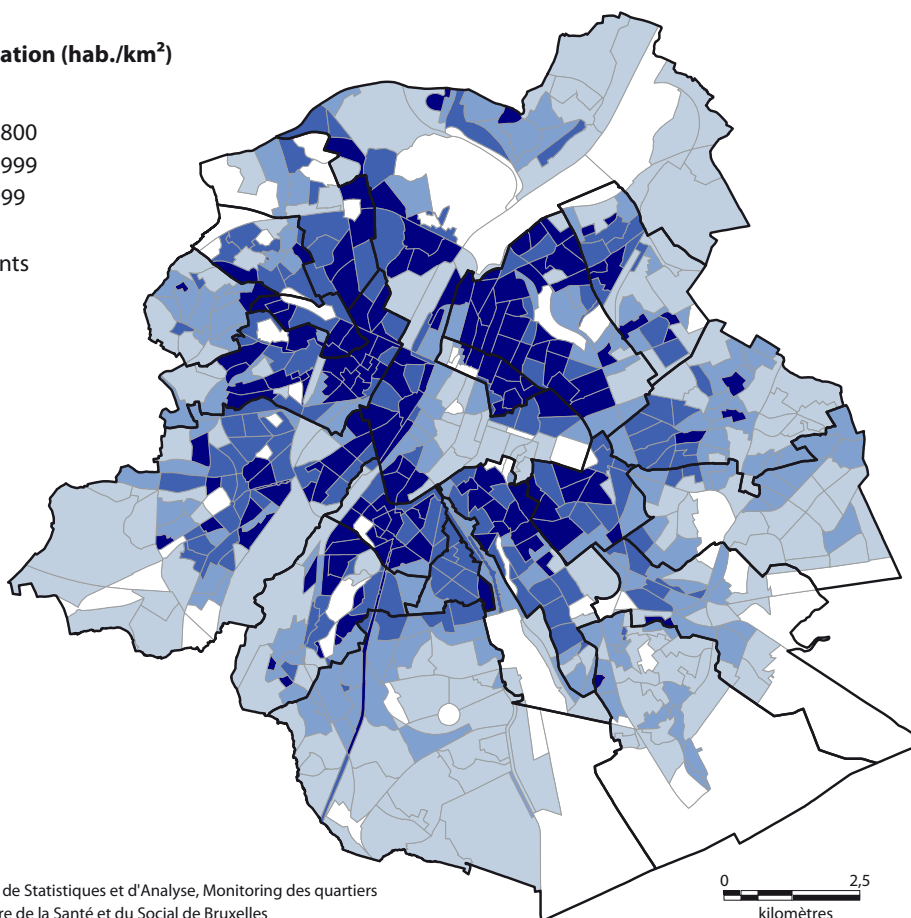 ation (hab./km²)
800
999
99
nts
de Statistiques et d'Analyse, Monitoring des quartiers
re de la Santé et du Social de Bruxelles
0 2,5
kilomètres